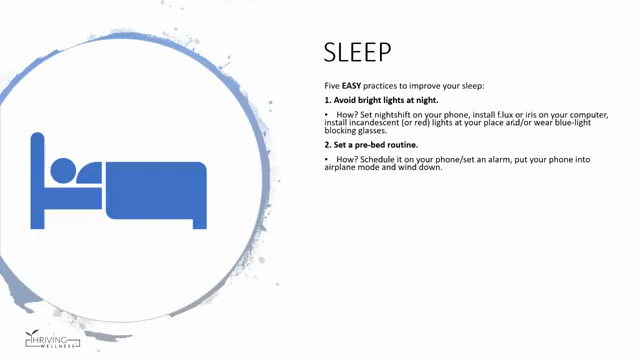 SLEEP
Five EASY practices to improve your sleep:
1. Avoid bright lights at night.
• How? Set nightshift on your phone, install f.lux or iris on your computer,
install incandescent (or red) lights at your place and/or wear blue-light
blocking glasses.
2. Set a pre-bed routine.
• How? Schedule it on your phone/set an alarm, put your phone into
airplane mode and wind down.
THRIVING
WELLNESS